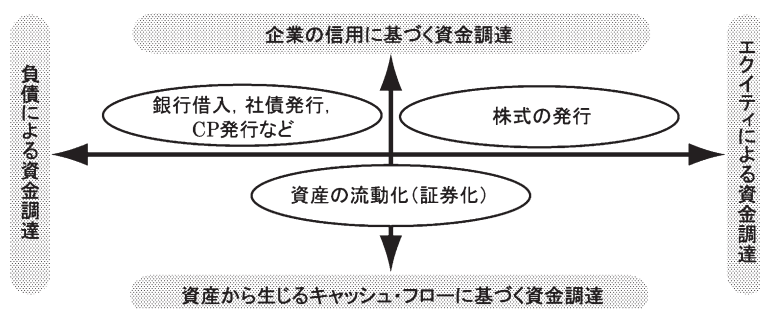 企業の信用に基づく資金調達
負債による資金調達
銀行借入，社債発行，
CP発行など
株式の発行
エクイティによる資金調達
資産の流動化（証券化）
資産から生じるキャッシュ・フローに基づく資金調達